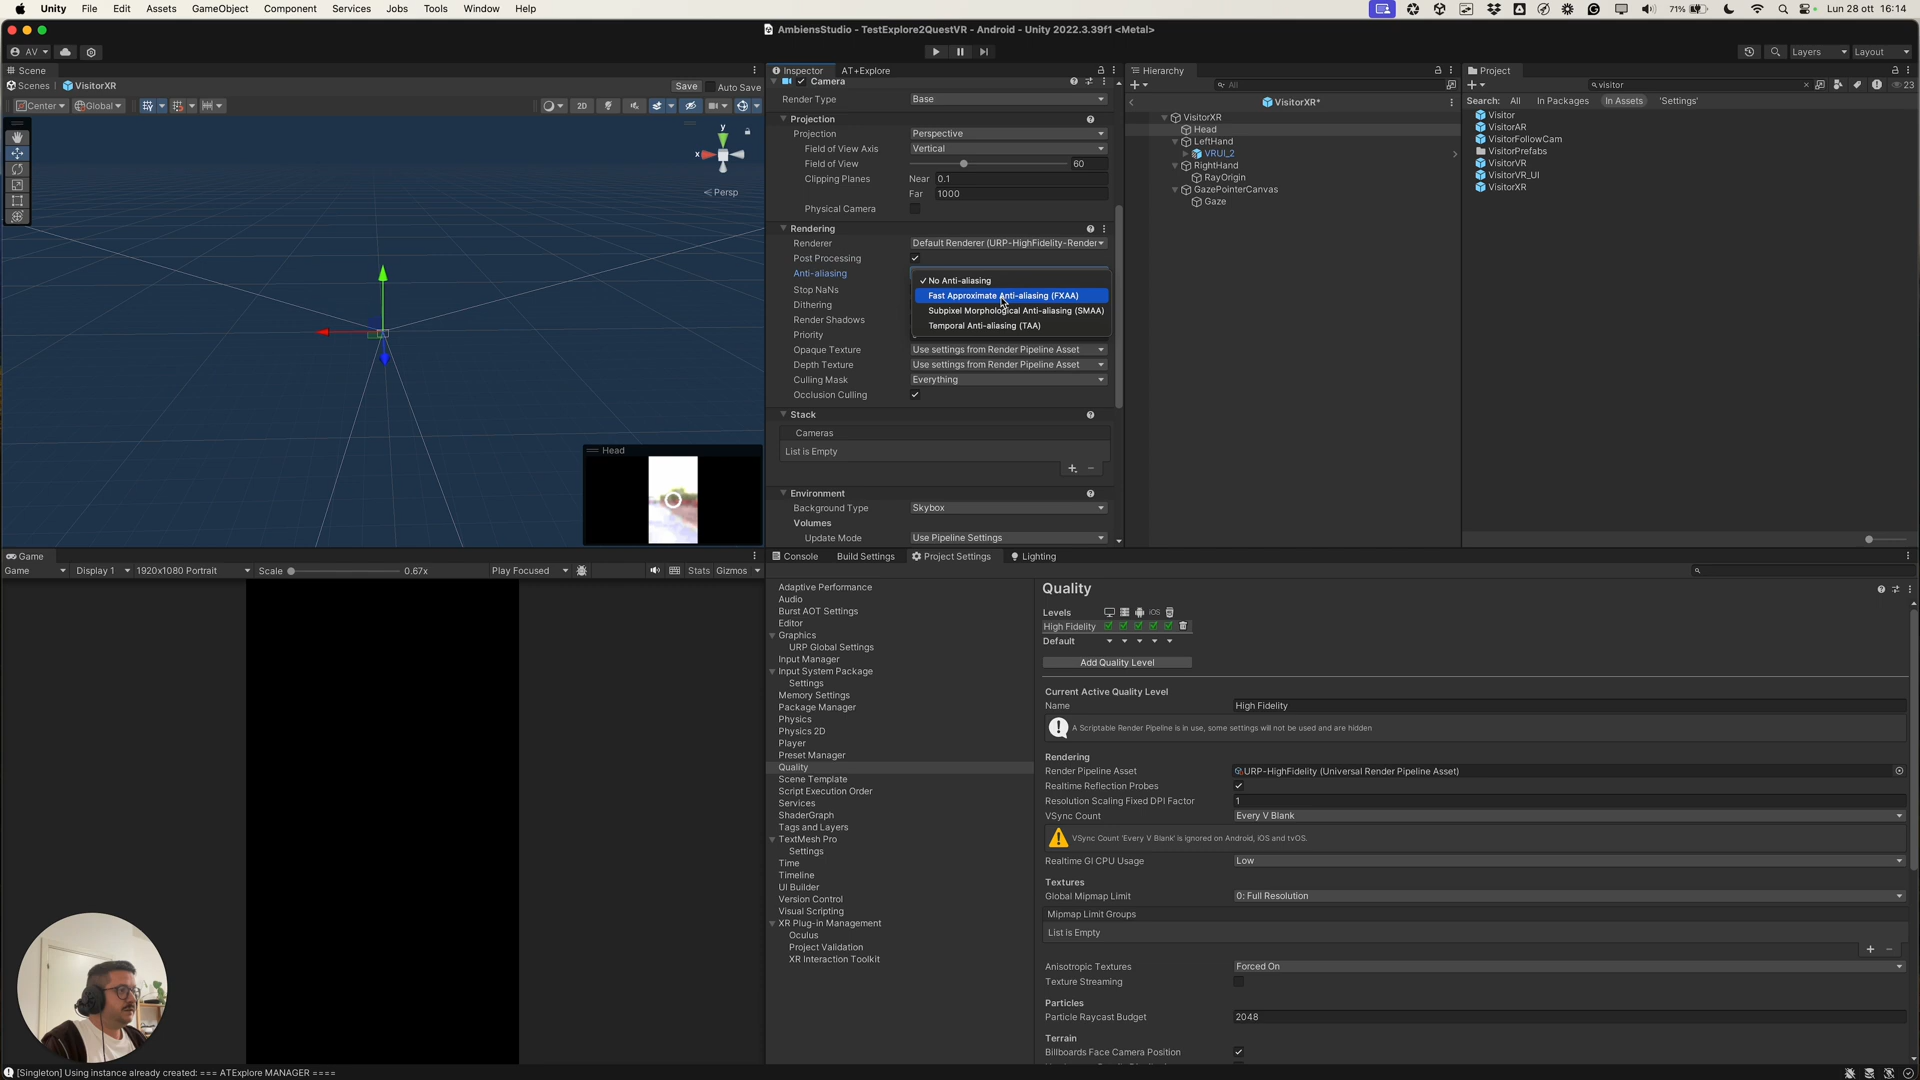 Unity File Edit Assets GameObject Component Services Jobs Tools Window Help 71% Lun 28 ott 16:14
AmbiensStudio - TestExplore2QuestVR - Android - Unity 2022.3.39f1 <Metal>
AV Layers Layout
Scene
Scenes VisitorXR Save Auto Save
Center Global 2D
y
x
Persp
Head
Inspector AT+Explore
Camera
Render Type Base
Projection
Projection Perspective
Field of View Axis Vertical
Field of View 60
Clipping Planes Near 0.1
Far 1000
Physical Camera
Rendering
Renderer Default Renderer (URP-HighFidelity-Render
Post Processing
Anti-aliasing
No Anti-aliasing
Fast Approximate Anti-aliasing (FXAA)
Subpixel Morphological Anti-aliasing (SMAA)
Temporal Anti-aliasing (TAA)
Stop NaNs
Dithering
Render Shadows
Priority
Opaque Texture Use settings from Render Pipeline Asset
Depth Texture Use settings from Render Pipeline Asset
Culling Mask Everything
Occlusion Culling
Stack
Cameras
List is Empty
Environment
Background Type Skybox
Volumes
Update Mode Use Pipeline Settings
Hierarchy
All
VisitorXR*
VisitorXR
Head
LeftHand
VRUI_2
RightHand
RayOrigin
GazePointerCanvas
Gaze
Project
visitor 23
Search: All In Packages In Assets 'Settings'
Visitor
VisitorAR
VisitorFollowCam
VisitorPrefabs
VisitorVR
VisitorVR_UI
VisitorXR
Game
Game Display 1 1920x1080 Portrait Scale 0.67x Play Focused Stats Gizmos
Console Build Settings Project Settings Lighting
Adaptive Performance
Audio
Burst AOT Settings
Editor
Graphics
URP Global Settings
Input Manager
Input System Package
Settings
Memory Settings
Package Manager
Physics
Physics 2D
Player
Preset Manager
Quality
Scene Template
Script Execution Order
Services
ShaderGraph
Tags and Layers
TextMesh Pro
Settings
Time
Timeline
UI Builder
Version Control
Visual Scripting
XR Plug-in Management
Oculus
Project Validation
XR Interaction Toolkit
Quality
Levels iOS
High Fidelity
Default
Add Quality Level
Current Active Quality Level
Name High Fidelity
A Scriptable Render Pipeline is in use, some settings will not be used and are hidden
Rendering
Render Pipeline Asset URP-HighFidelity (Universal Render Pipeline Asset)
Realtime Reflection Probes
Resolution Scaling Fixed DPI Factor 1
VSync Count Every V Blank
VSync Count 'Every V Blank' is ignored on Android, iOS and tvOS.
Realtime GI CPU Usage Low
Textures
Global Mipmap Limit 0: Full Resolution
Mipmap Limit Groups
List is Empty
Anisotropic Textures Forced On
Texture Streaming
Particles
Particle Raycast Budget 2048
Terrain
Billboards Face Camera Position
[Singleton] Using instance already created: === ATExplore MANAGER ====